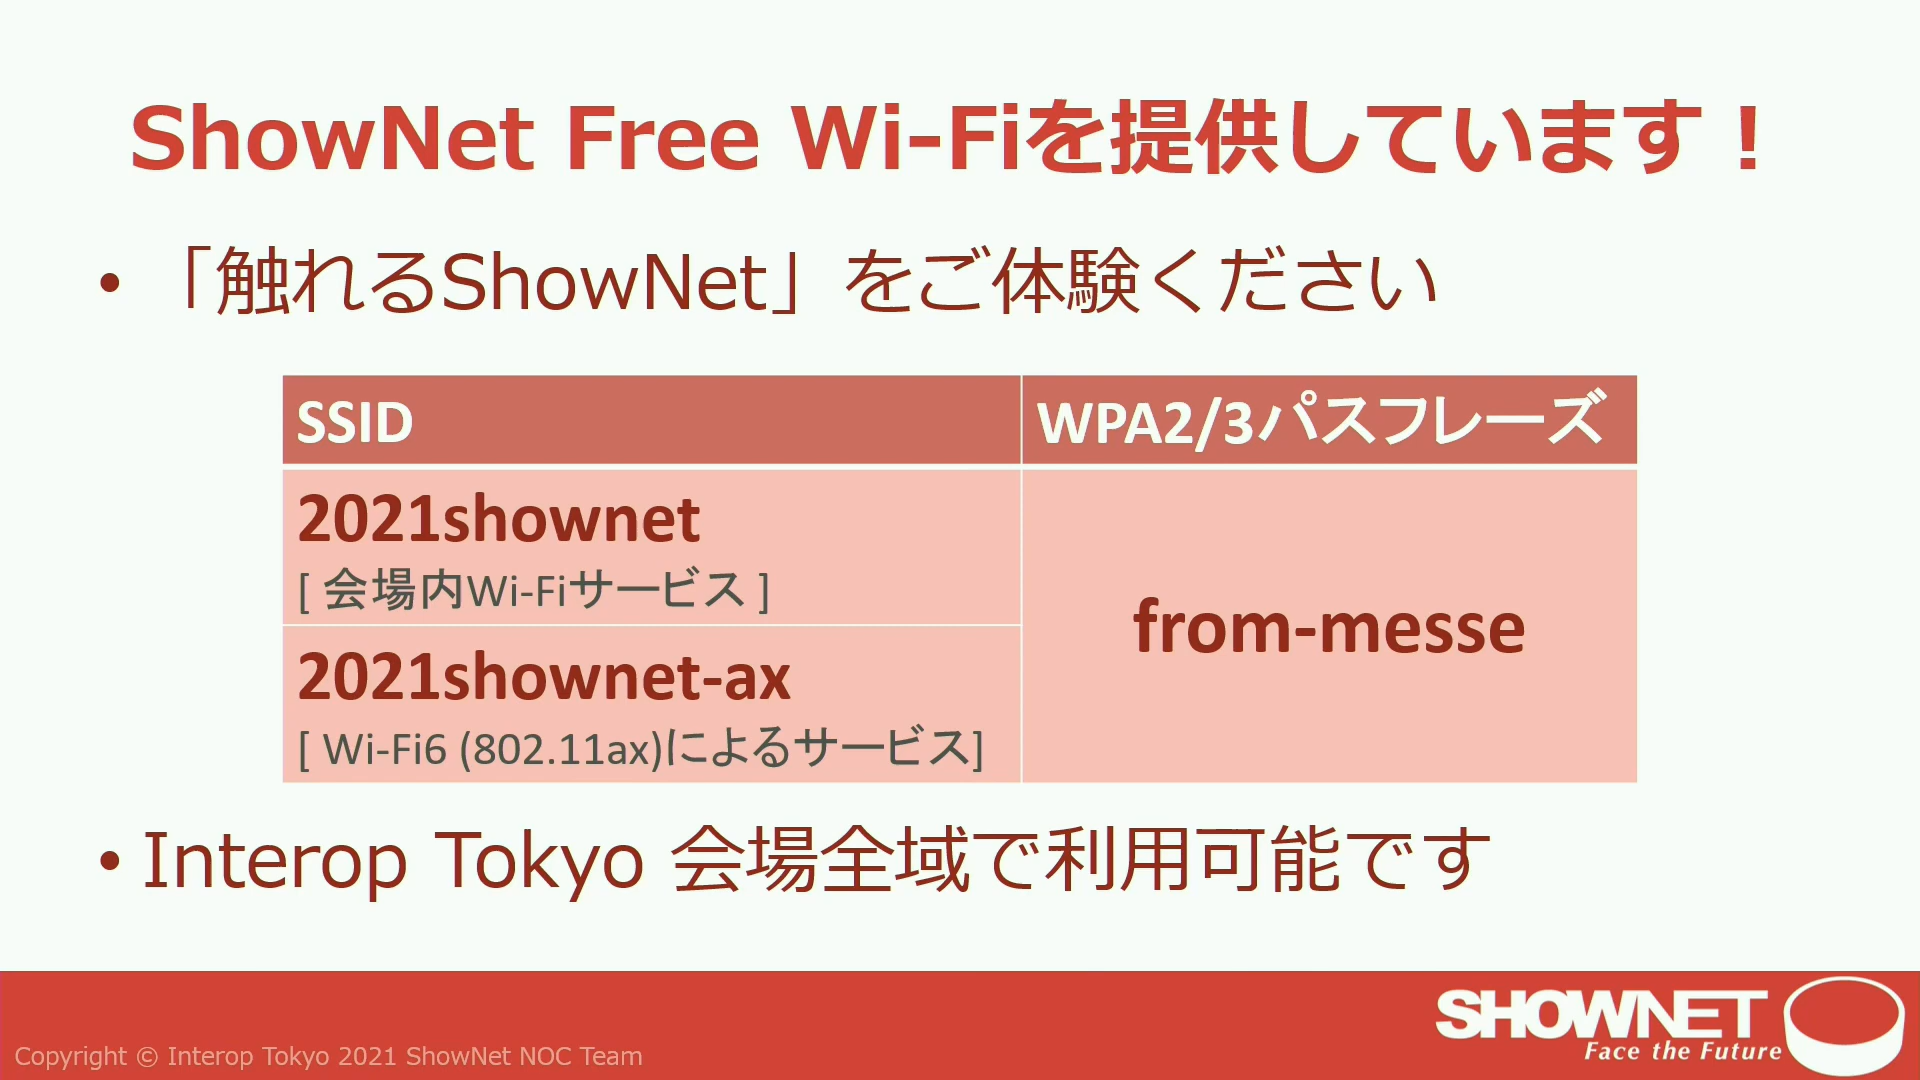 ShowNet Free Wi-Fiを提供しています！
• 「触れるShowNet」をご体験ください
SSID
WPA2/3パスフレーズ
2021shownet
[ 会場内Wi-Fiサービス ]
from-messe
2021shownet-ax
[ Wi-Fi6 (802.11ax)によるサービス]
• Interop Tokyo 会場全域で利用可能です
SHOWNET
Face the Future
Copyright © Interop Tokyo 2021 ShowNet NOC Team